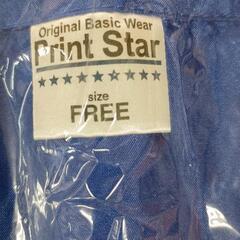 Original Basic Wear
Print Star
★★★★★★★★
size
FREE